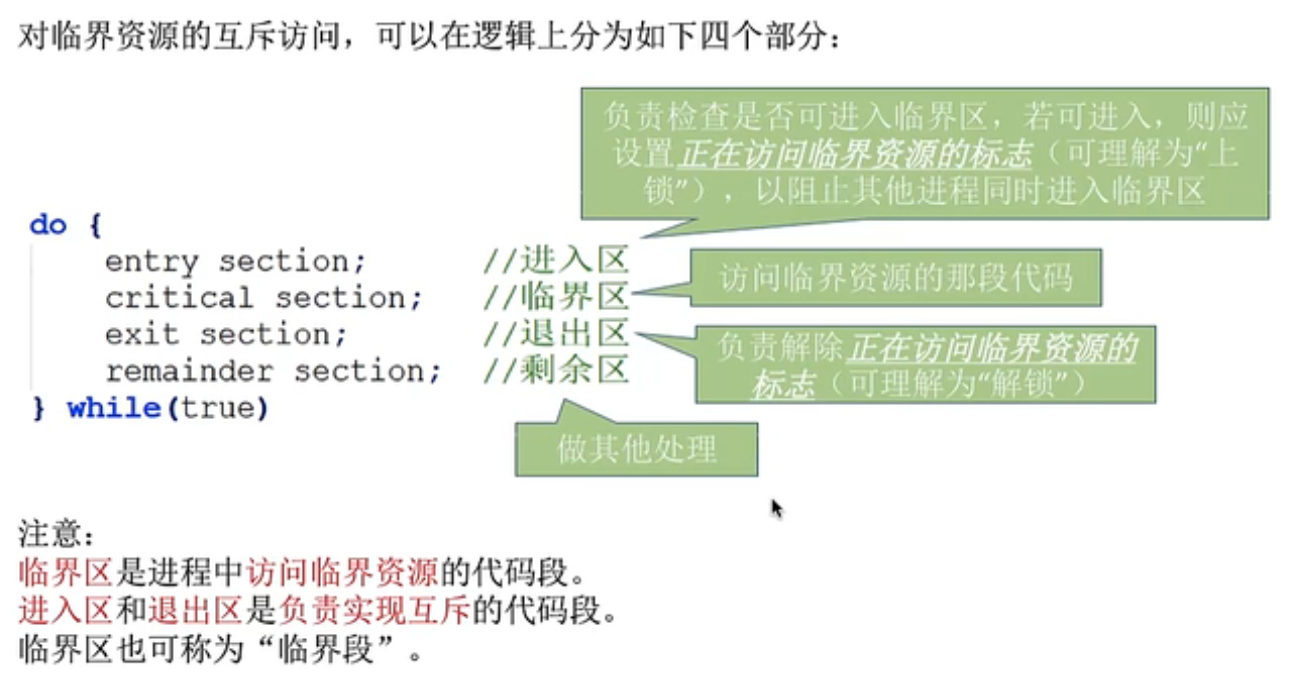 对临界资源的互斥访问，可以在逻辑上分为如下四个部分：
负责检查是否可进入临界区，若可进入，则应
设置正在访问临界资源的标志（可理解为“上
锁”），以阻止其他进程同时进入临界区
do {
entry section; //进入区
critical section; //临界区
exit section; //退出区
remainder section; //剩余区
} while(true)
访问临界资源的那段代码
负责解除正在访问临界资源的
标志（可理解为“解锁”）
做其他处理
注意：
临界区是进程中访问临界资源的代码段。
进入区和退出区是负责实现互斥的代码段。
临界区也可称为“临界段”。